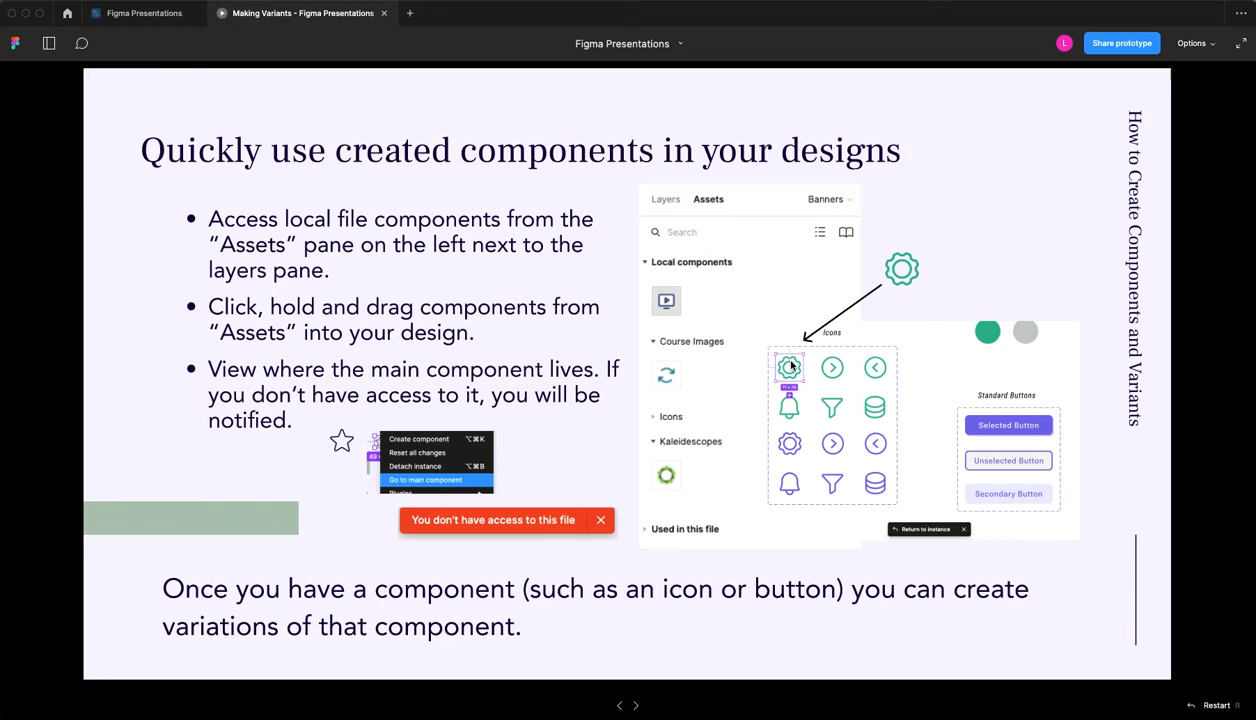 Figma Presentations
Making Variants - Figma Presentations
Figma Presentations
L
Share prototype
Options
Quickly use created components in your designs
• Access local file components from the
“Assets” pane on the left next to the
layers pane.
• Click, hold and drag components from
“Assets” into your design.
• View where the main component lives. If
you don’t have access to it, you will be
notified.
Create component ⌥⌘K
Reset all changes
Detach instance ⌥⌘B
Go to main component
Plugins
You don't have access to this file
Layers Assets Banners
Search
Local components
Course Images
Icons
Kaleidoscopes
Used in this file
Icons
Standard Buttons
Selected Button
Unselected Button
Secondary Button
Return to instance
How to Create Components and Variants
Once you have a component (such as an icon or button) you can create
variations of that component.
Restart R